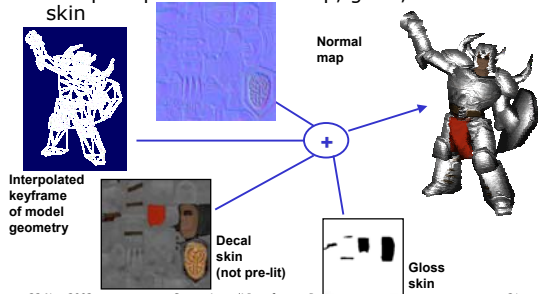 skin
Normal
map
+
Interpolated
keyframe
of model
geometry
Decal
skin
(not pre-lit)
Gloss
skin